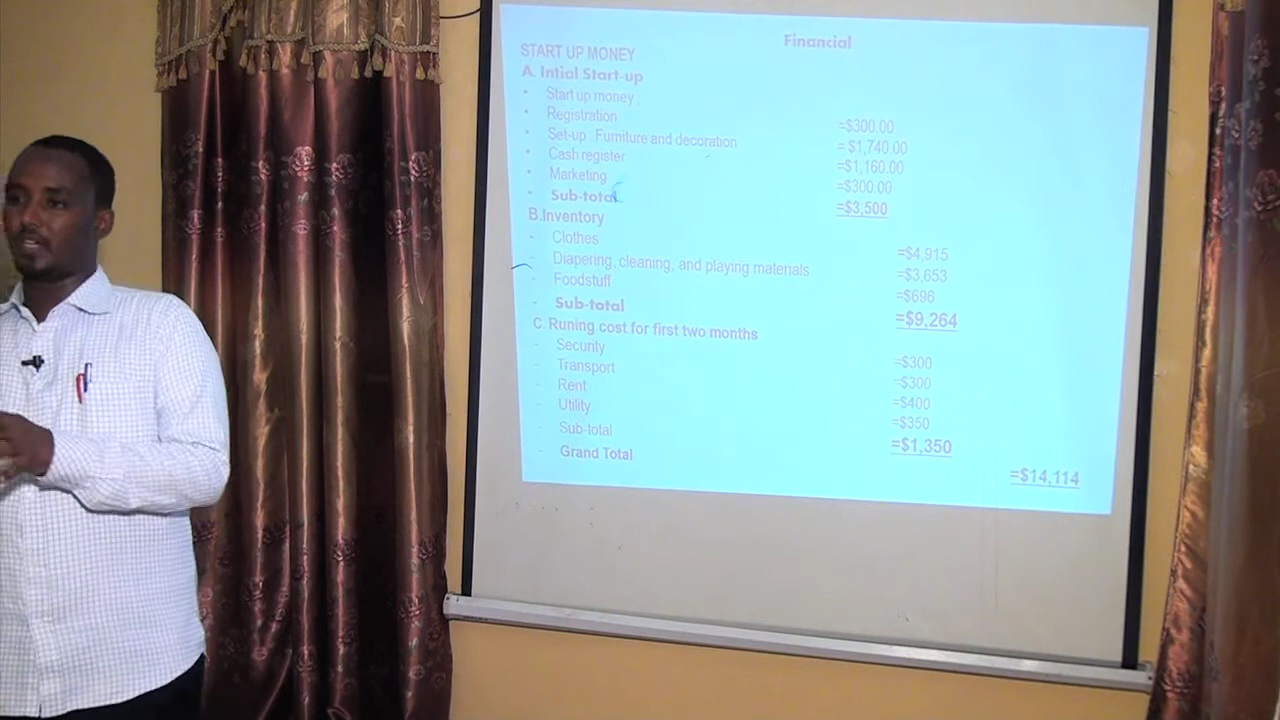 Financial
START UP MONEY
A. Intial Start-up
• Start up money
• Registration =$300.00
• Set-up : Furniture and decoration = $1,740.00
• Cash register =$1,160.00
• Marketing =$300.00
• Sub-total =$3,500
B.Inventory
- Clothes =$4,915
- Diapering, cleaning, and playing materials =$3,653
- Foodstuff =$696
- Sub-total =$9,264
C. Runing cost for first two months
- Security =$300
- Transport =$300
- Rent =$400
- Utility =$350
- Sub-total =$1,350
- Grand Total =$14,114